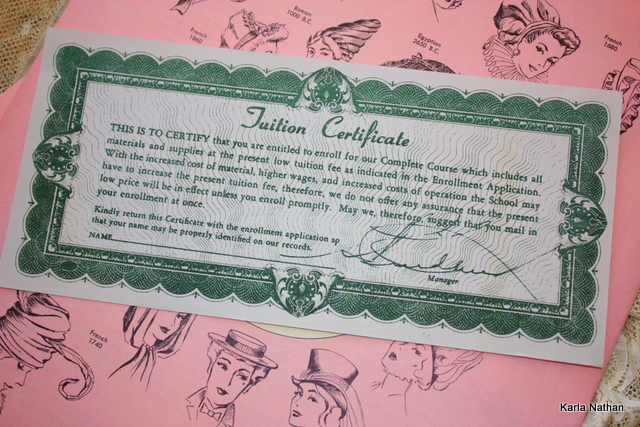 French
1860
Roman
1000 B.C.
Egyptian
2650 B.C.
French
1680
Tuition Certificate
THIS IS TO CERTIFY that you are entitled to enroll for our Complete Course which includes all
materials and supplies at the present low tuition fee as indicated in the Enrollment Application.
With the increased cost of material, higher wages, and increased costs of operation the School may
have to increase the present tuition fee, therefore, we do not offer any assurance that the present
low price will be in effect unless you enroll promptly. May we, therefore, suggest that you mail in
your enrollment at once.
Kindly return this Certificate with the enrollment application so
that your name may be properly identified on our records.
NAME
Manager
French
1740
Karla Nathan